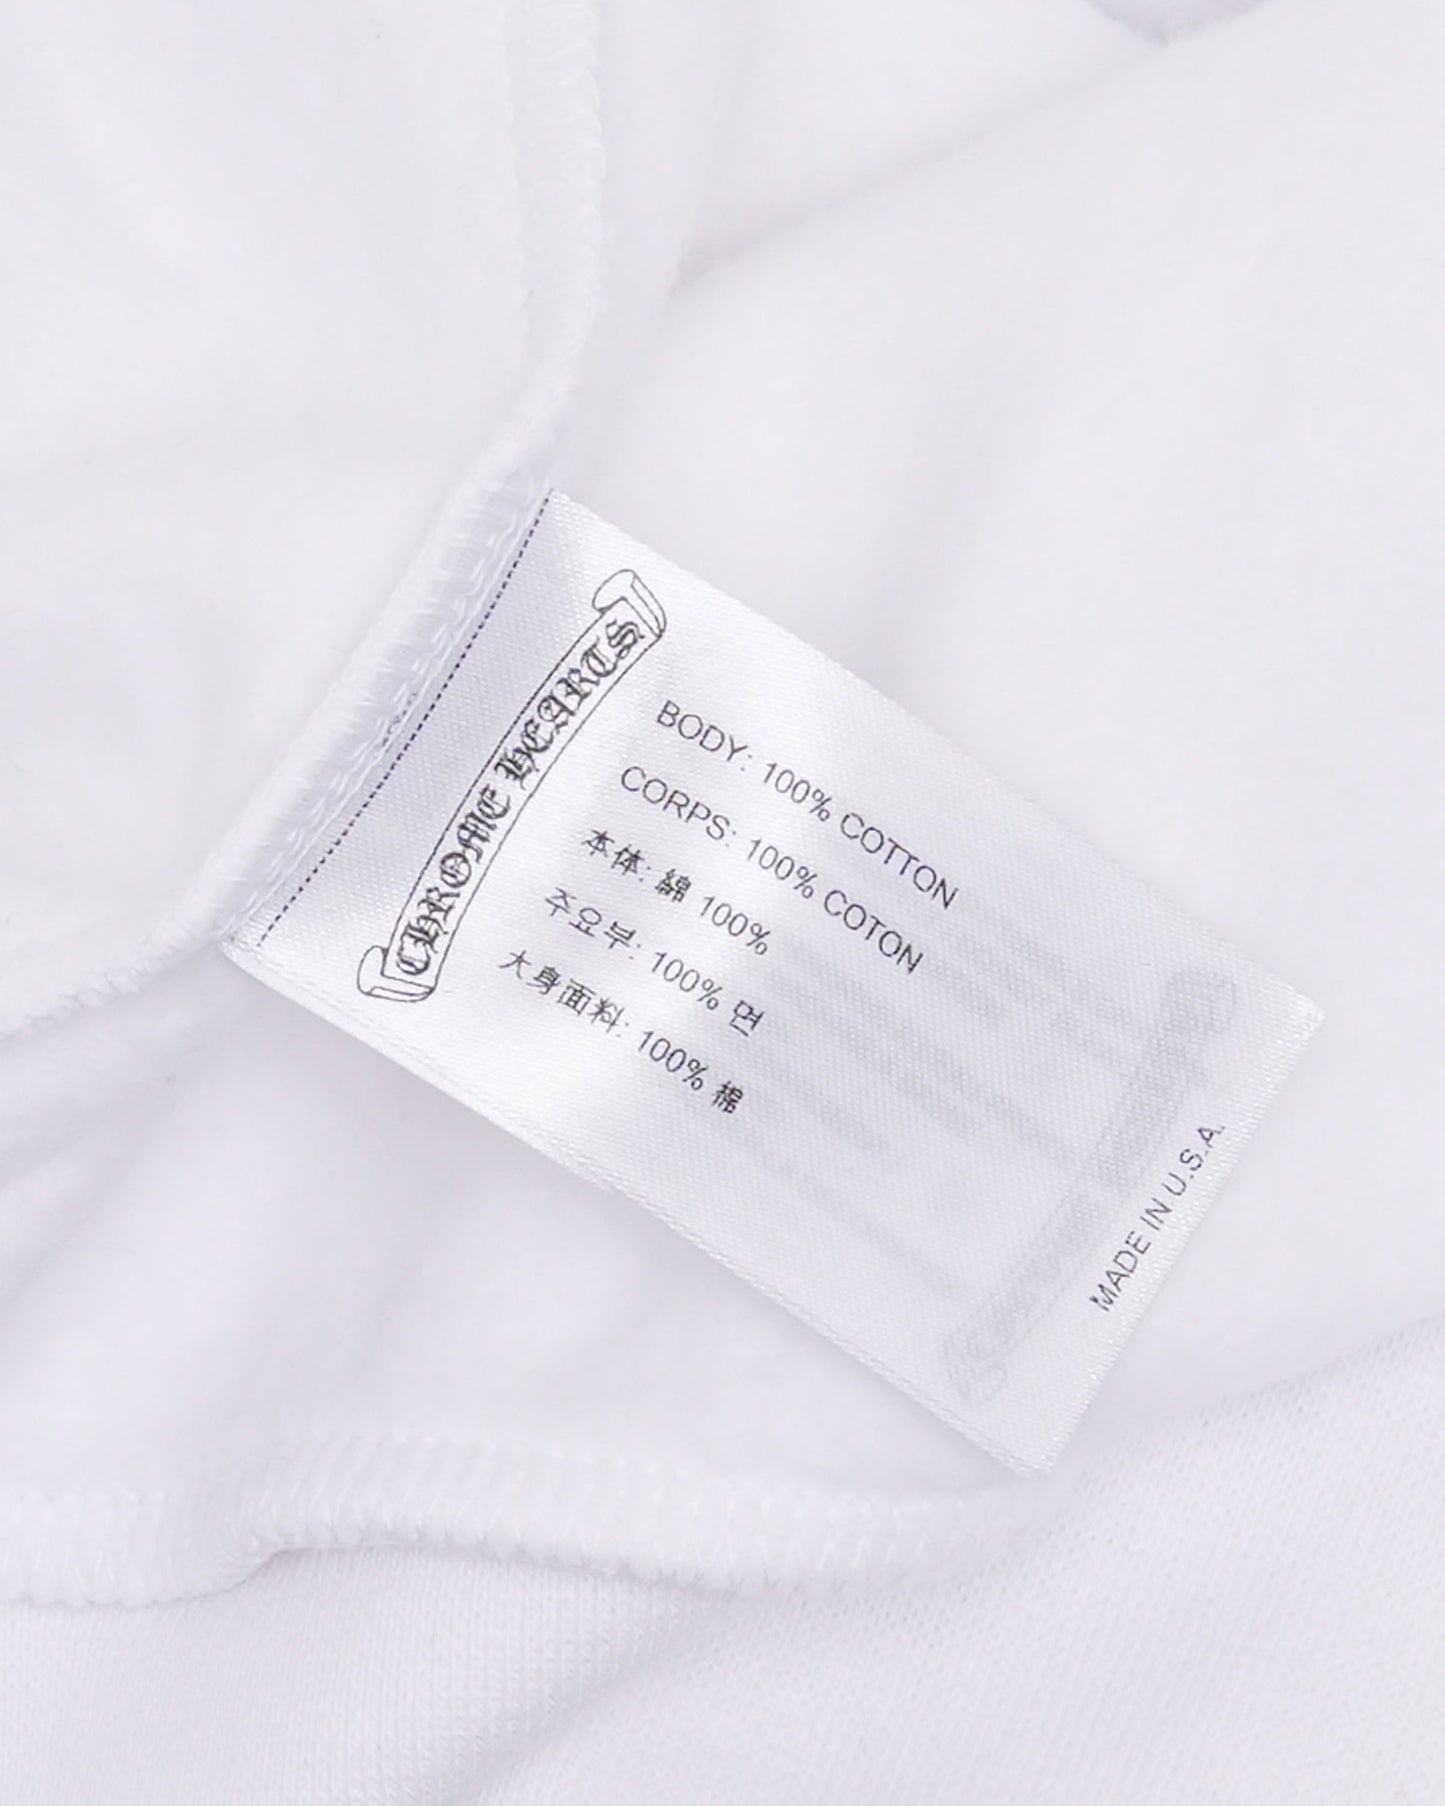 CHROME HEARTS
BODY: 100% COTTON
CORPS: 100% COTON
本体: 綿 100%
주요부: 100% 면
大身面料: 100% 棉
MADE IN U.S.A.